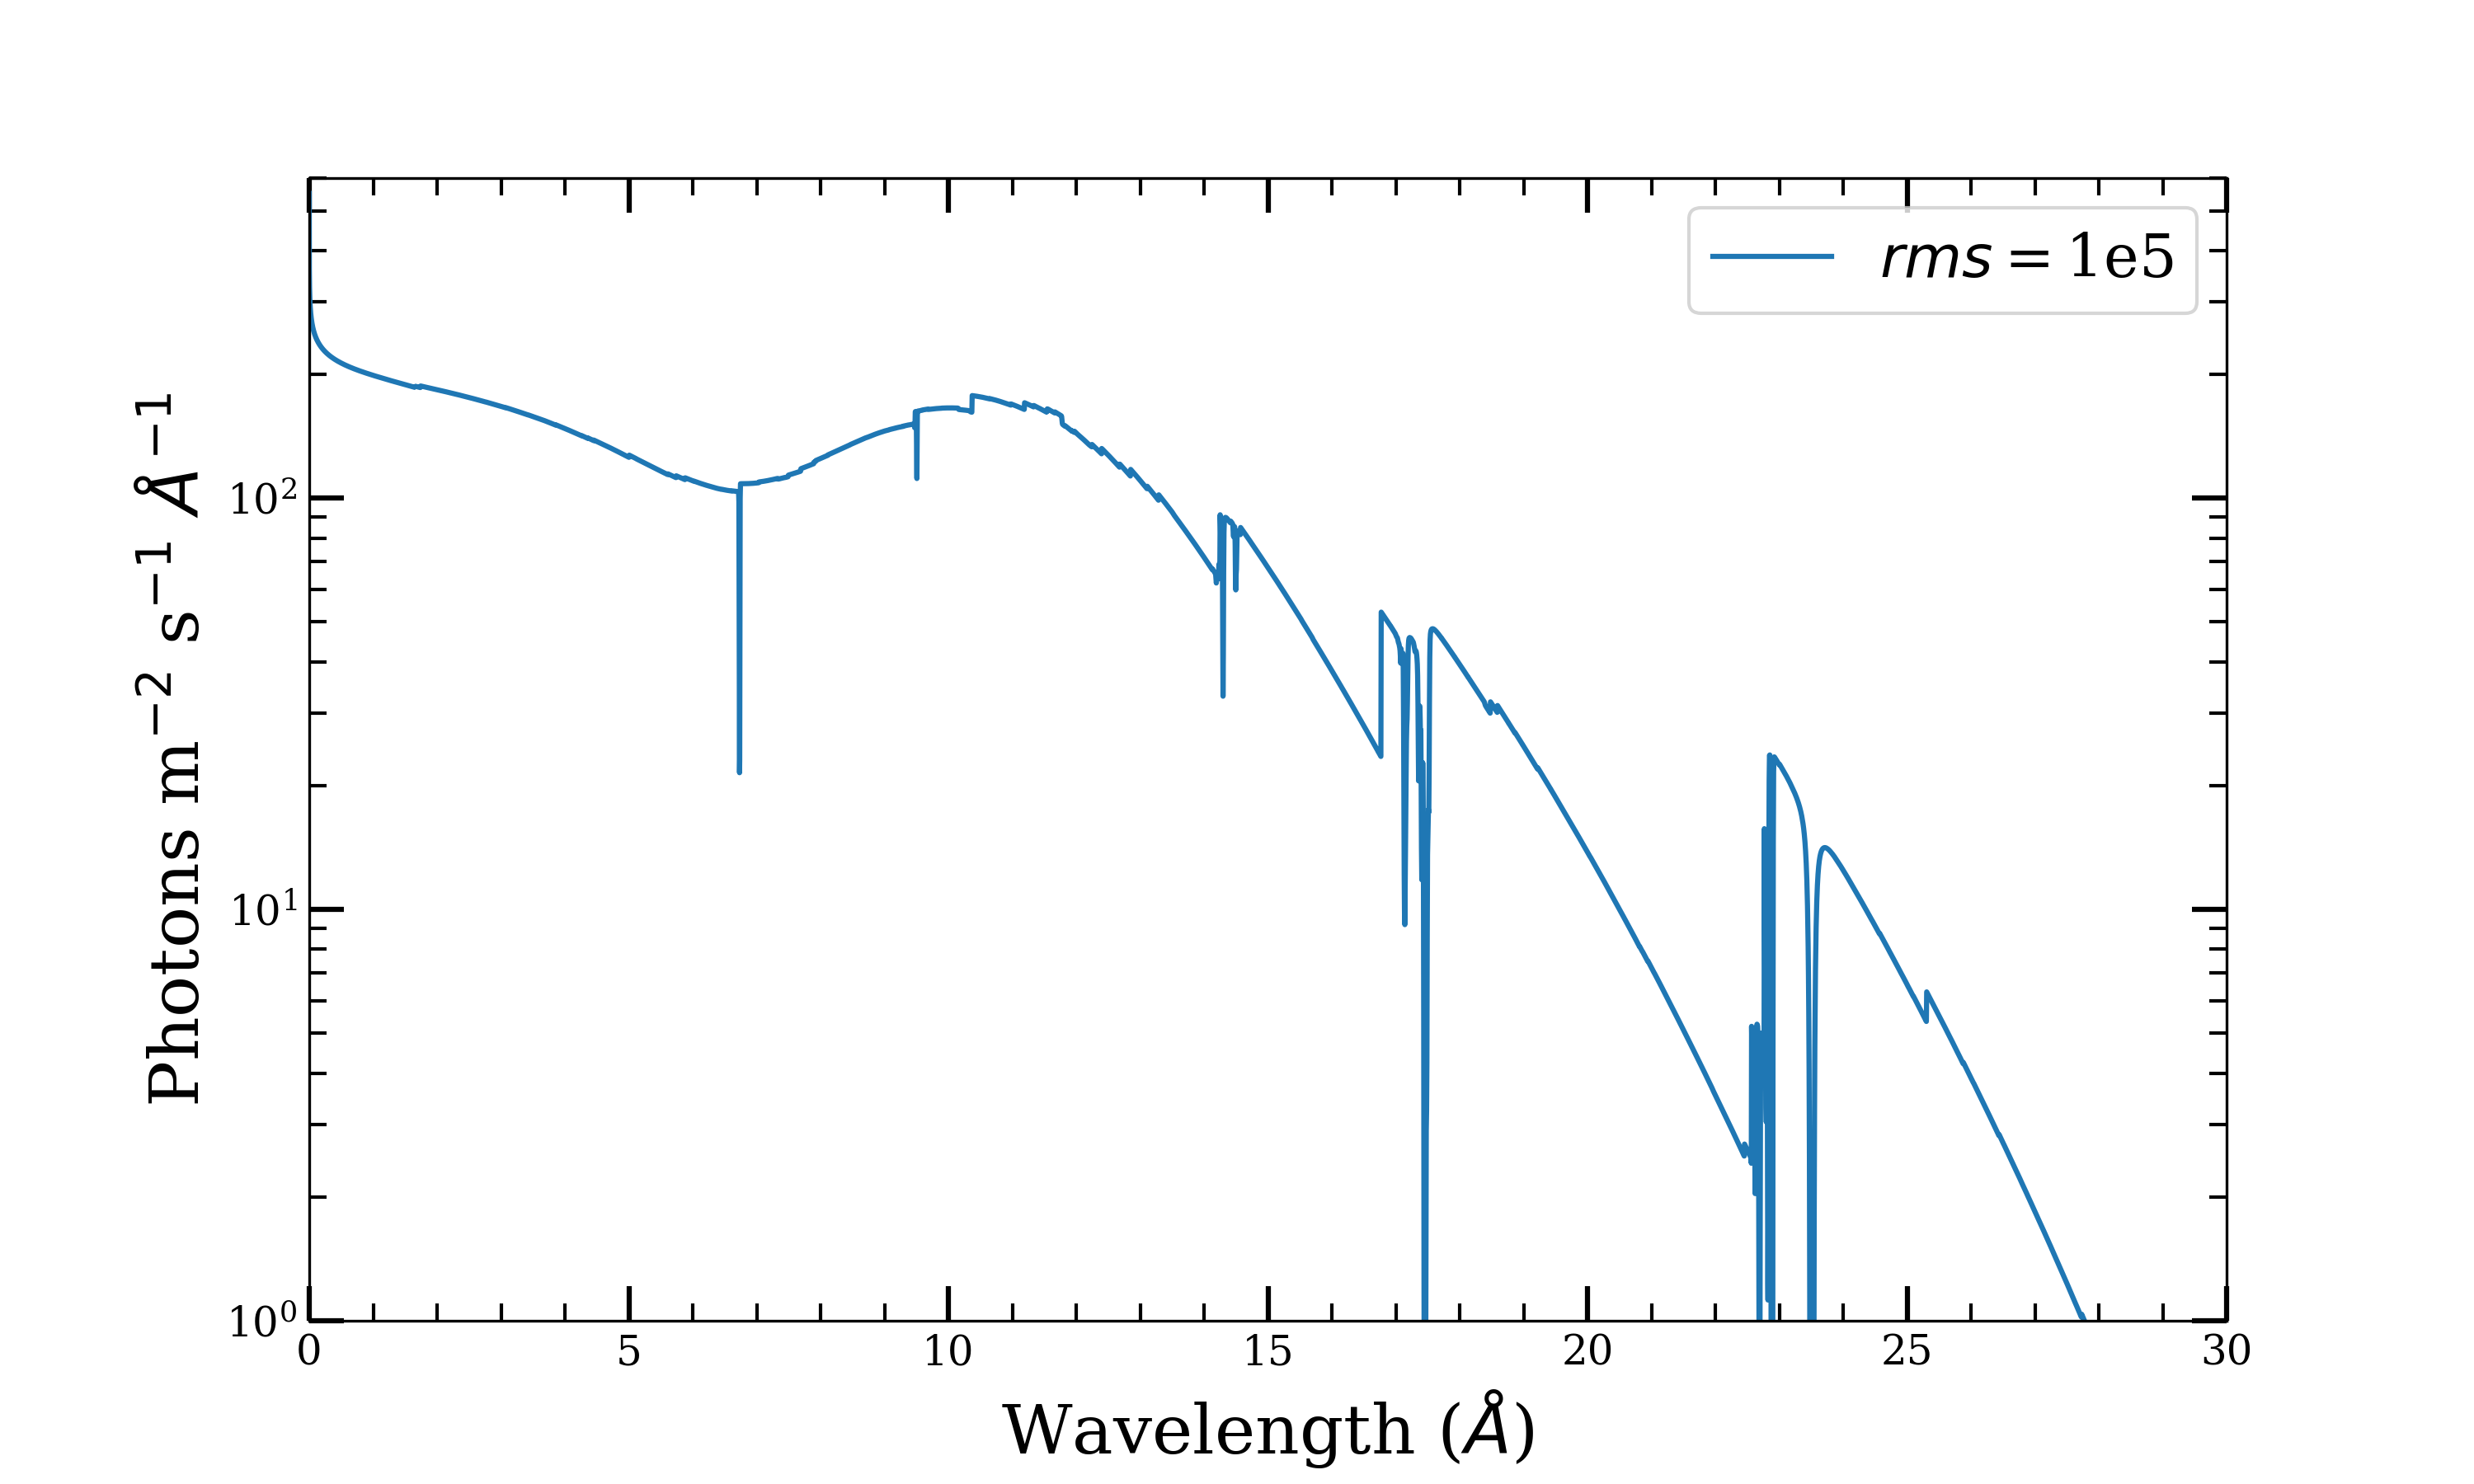 rms = 1e5
Photons m⁻² s⁻¹ Å⁻¹
10²
10¹
10⁰
0 5 10 15 20 25 30
Wavelength (Å)